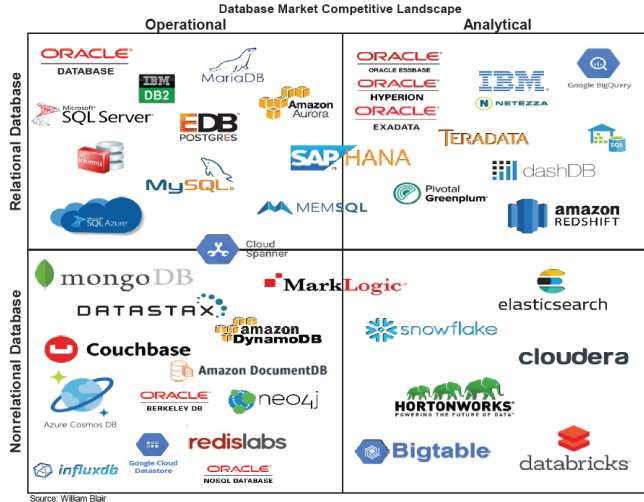 Database Market Competitive Landscape
Operational
Analytical
Relational Database
ORACLE
DATABASE
IBM
DB2
MariaDB
Microsoft
SQL Server
EDB
POSTGRES
Amazon
Aurora
Informix
MySQL
SAP HANA
Microsoft
SQL Azure
MEMSQL
ORACLE
ORACLE ESSBASE
ORACLE
HYPERION
ORACLE
EXADATA
IBM
NETEZZA
Google BigQuery
TERADATA
SQL
dashDB
Pivotal
Greenplum
amazon
REDSHIFT
Cloud
Spanner
Nonrelational Database
mongoDB
MarkLogic™
DATASTAX
amazon
DynamoDB
Couchbase
Amazon DocumentDB
Azure Cosmos DB
ORACLE
BERKELEY DB
neo4j
Google Cloud
Datastore
redislabs
influxdb
ORACLE
NOSQL DATABASE
elasticsearch
snowflake
cloudera
HORTONWORKS
POWERING THE FUTURE OF DATA
Bigtable
databricks
Source: William Blair